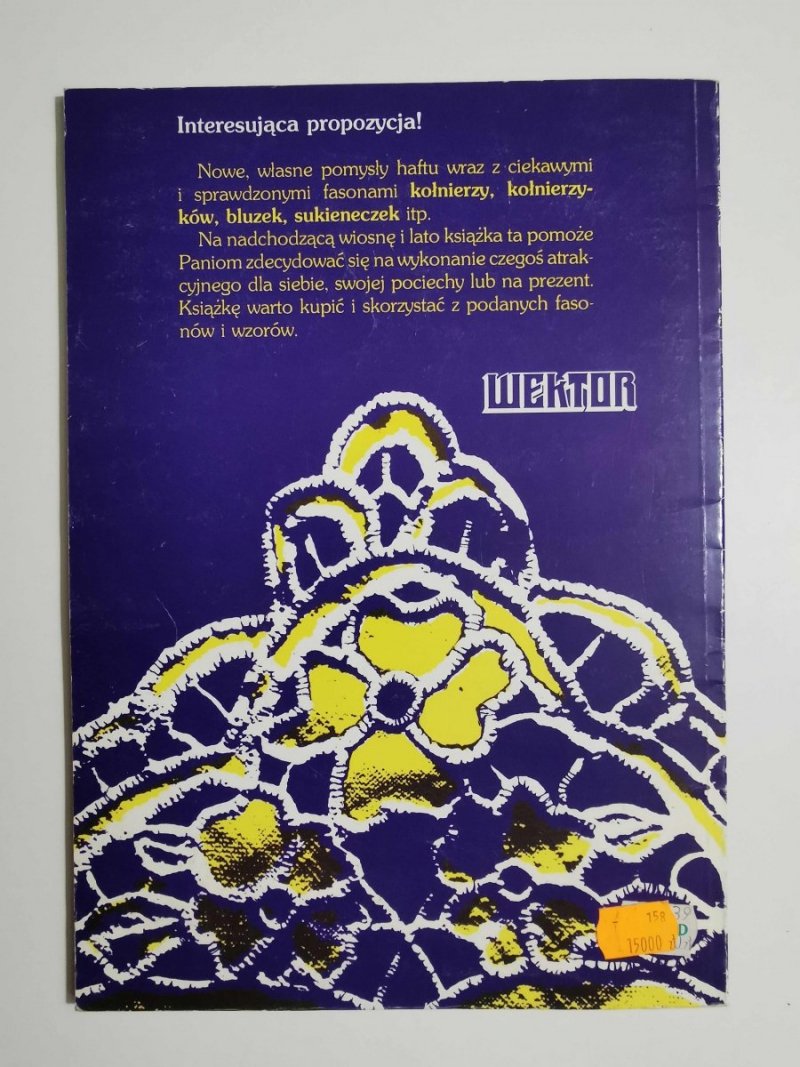 Interesująca propozycja!
Nowe, własne pomysły haftu wraz z ciekawymi
i sprawdzonymi fasonami kołnierzy, kołnierzy-
ków, bluzek, sukieneczek itp.
Na nadchodzącą wiosnę i lato książka ta pomoże
Paniom zdecydować się na wykonanie czegoś atrak-
cyjnego dla siebie, swojej pociechy lub na prezent.
Książkę warto kupić i skorzystać z podanych faso-
nów i wzorów.
WEKTOR
158
39
D
15000 zł